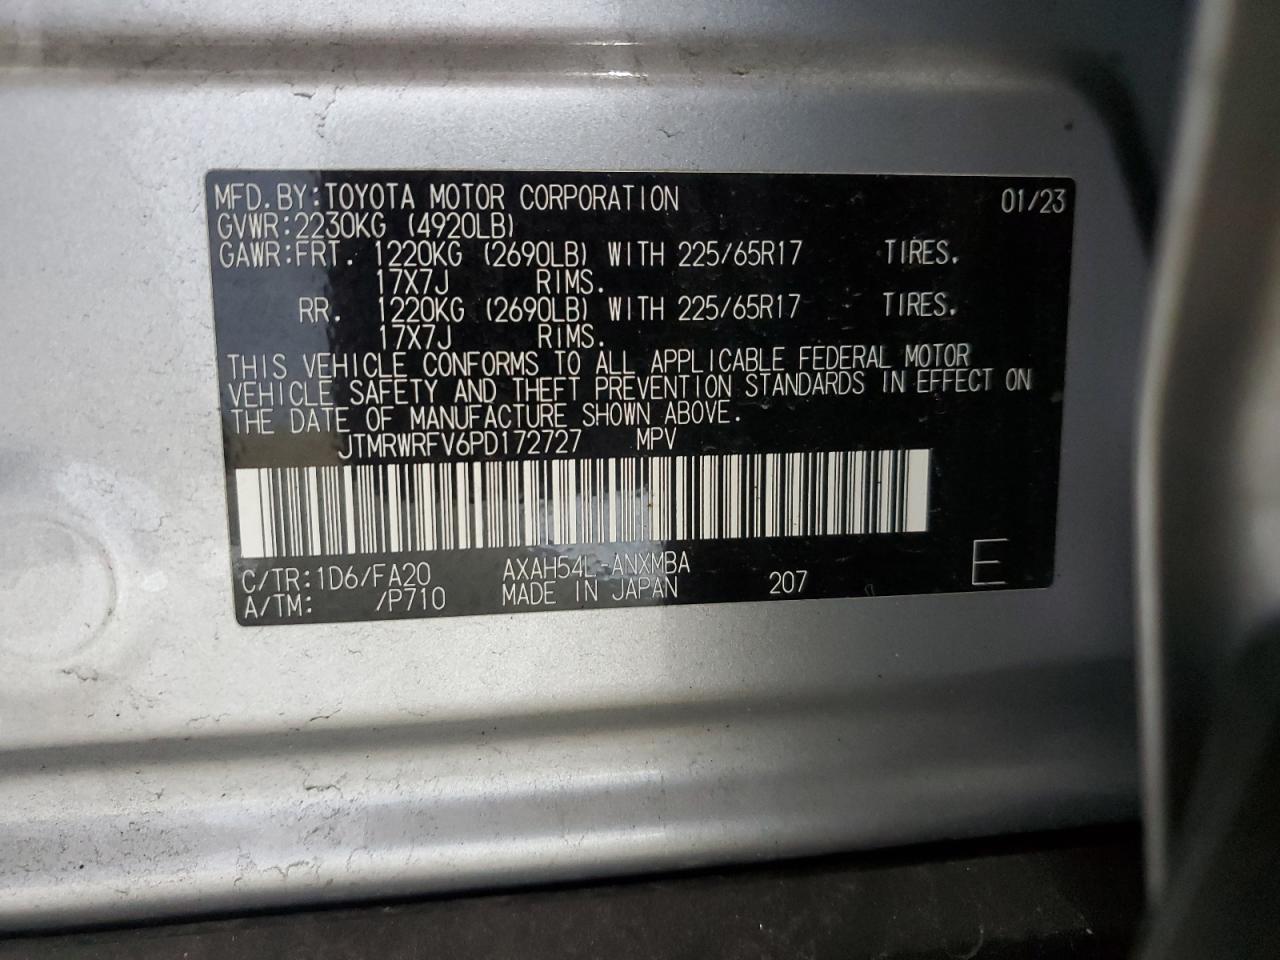 MFD. BY: TOYOTA MOTOR CORPORATION 01/23
GVWR: 2230KG (4920LB)
GAWR: FRT. 1220KG (2690LB) WITH 225/65R17 TIRES.
17X7J RIMS.
RR. 1220KG (2690LB) WITH 225/65R17 TIRES.
17X7J RIMS.
THIS VEHICLE CONFORMS TO ALL APPLICABLE FEDERAL MOTOR
VEHICLE SAFETY AND THEFT PREVENTION STANDARDS IN EFFECT ON
THE DATE OF MANUFACTURE SHOWN ABOVE.
JTMRWRFV6PD172727 MPV
C/TR: 1D6/FA20 AXAH54L-ANXMBA
A/TM: /P710 MADE IN JAPAN 207 E